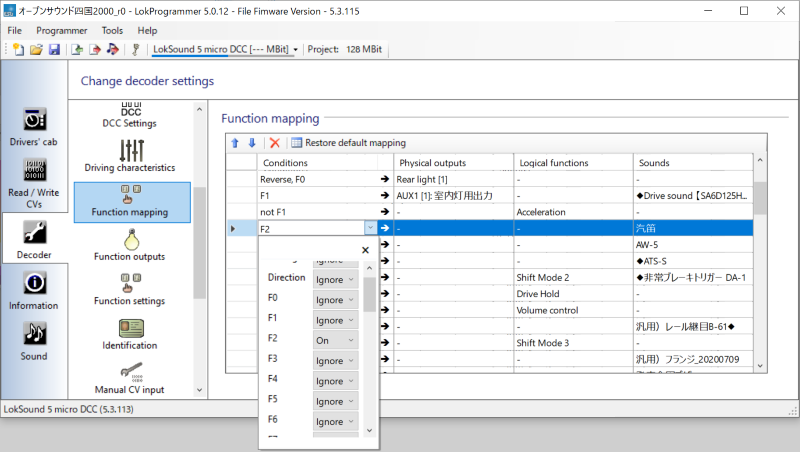 オープンサウンド四国2000_r0 - LokProgrammer 5.0.12 - File Fimware Version - 5.3.115
File Programmer Tools Help
LokSound 5 micro DCC [--- MBit] Project: 128 MBit
Change decoder settings
Drivers' cab
Read / Write CVs
Decoder
Information
Sound
DCC
DCC Settings
Driving characteristics
Function mapping
Function outputs
Function settings
Identification
Manual CV input
Function mapping
Restore default mapping
Conditions Physical outputs Logical functions Sounds
Reverse, F0 → Rear light [1] - -
F1 → AUX1 [1]: 室内灯用出力 - ◆Drive sound【SA6D125H...
not F1 → - Acceleration -
F2 → - - 汽笛
→ - - AW-5
→ - - ◆ATS-S
→ - Shift Mode 2 ◆非常ブレーキトリガー DA-1
→ - Drive Hold -
→ - Volume control -
→ - - 汎用）レール継目B-61◆
→ - Shift Mode 3 -
→ - - 汎用）フランジ_20200709
Ignore
Direction Ignore
F0 Ignore
F1 Ignore
F2 On
F3 Ignore
F4 Ignore
F5 Ignore
F6 Ignore
LokSound 5 micro DCC (5.3.113)